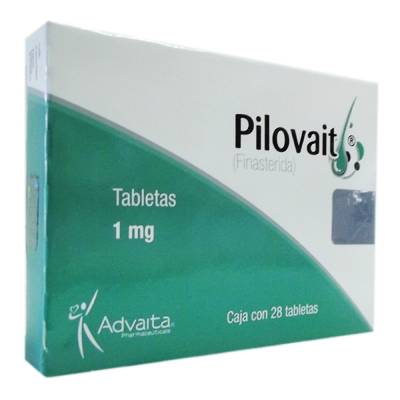 Pilovait®
(Finasterida)
Tabletas
1 mg
Advaita®
Pharmaceuticals
Caja con 28 tabletas